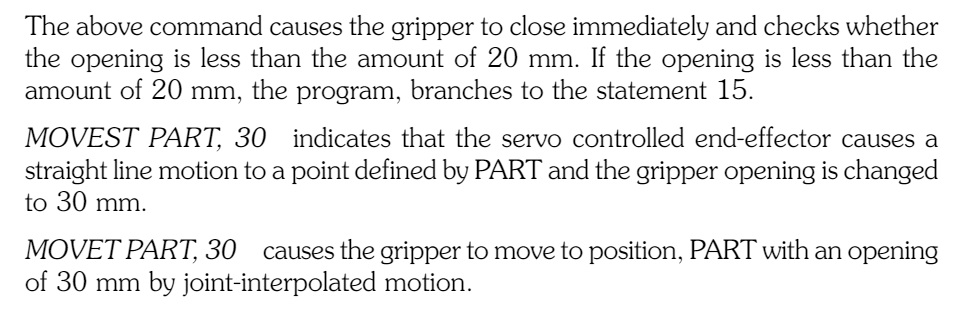 The above command causes the gripper to close immediately and checks whether
the opening is less than the amount of 20 mm. If the opening is less than the
amount of 20 mm, the program, branches to the statement 15.
MOVEST PART, 30 indicates that the servo controlled end-effector causes a
straight line motion to a point defined by PART and the gripper opening is changed
to 30 mm.
MOVET PART, 30 causes the gripper to move to position, PART with an opening
of 30 mm by joint-interpolated motion.